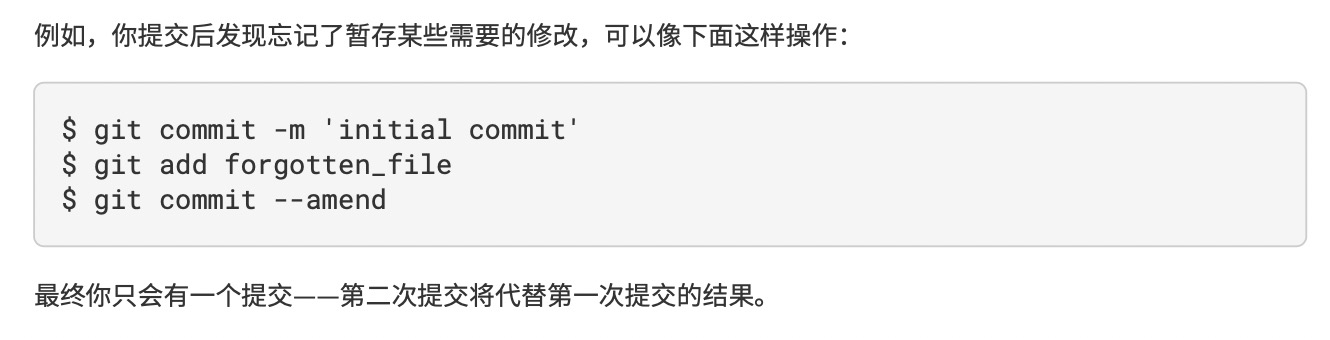 例如，你提交后发现忘记了暂存某些需要的修改，可以像下面这样操作：
$ git commit -m 'initial commit'
$ git add forgotten_file
$ git commit --amend
最终你只会有一个提交——第二次提交将代替第一次提交的结果。